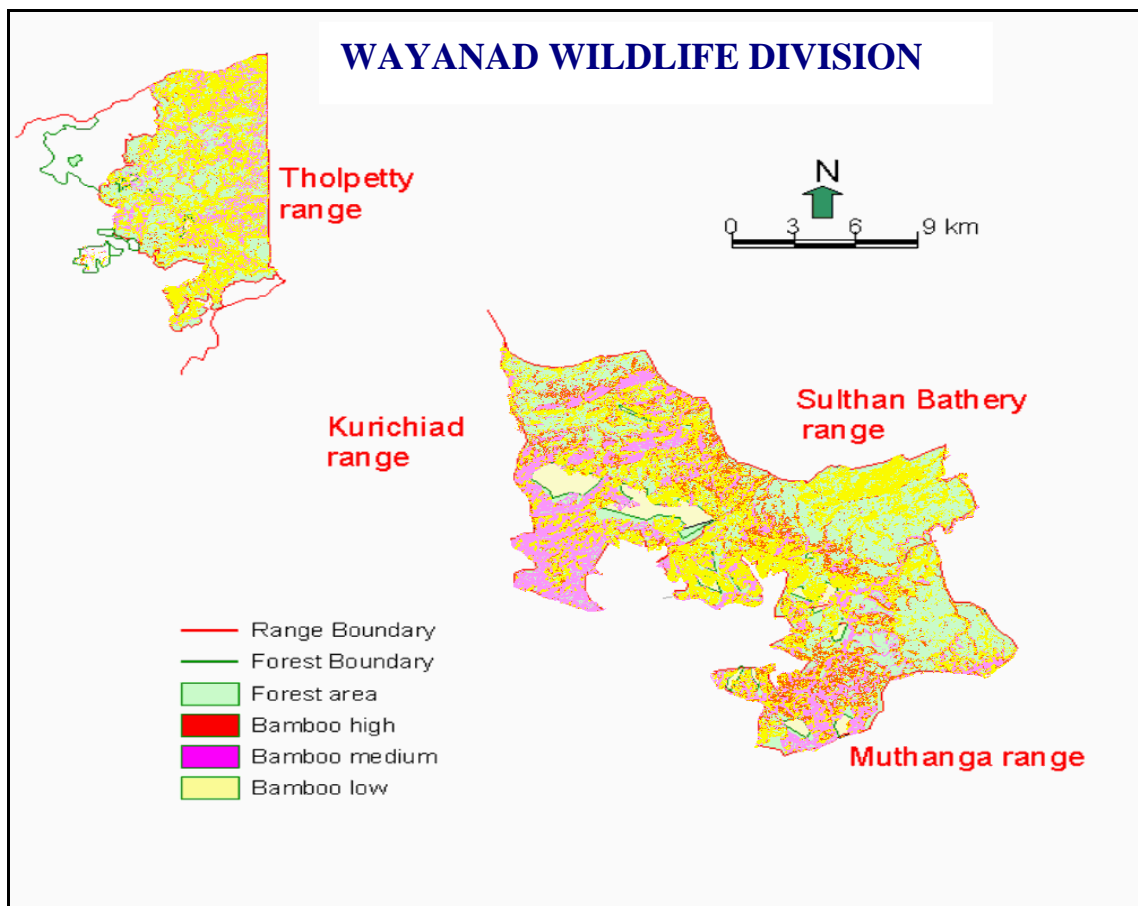 WAYANAD WILDLIFE DIVISION
Tholpetty
range
N
0 3 6 9 km
Kurichiad
range
Sulthan Bathery
range
Range Boundary
Forest Boundary
Forest area
Bamboo high
Bamboo medium
Bamboo low
Muthanga range